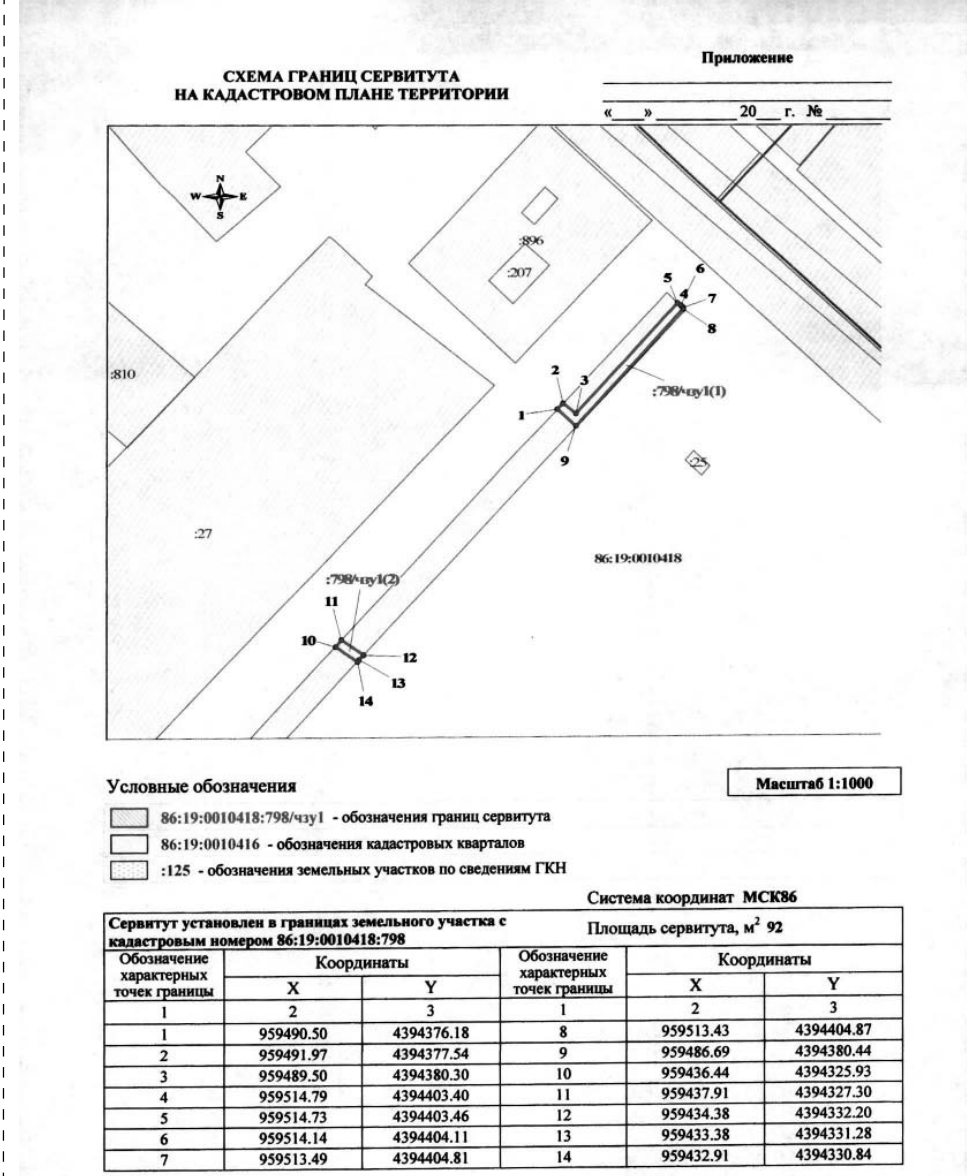 Приложение
СХЕМА ГРАНИЦ СЕРВИТУТА
НА КАДАСТРОВОМ ПЛАНЕ ТЕРРИТОРИИ
«___» ____________ 20___ г. № _________
N
W E
S
:896
:207
5 6
4 7
8
:810
2
3
:798/чзу1(1)
1
9
:25
:27
86:19:0010418
:798/чзу1(2)
11
10
12
13
14
Условные обозначения
Масштаб 1:1000
86:19:0010418:798/чзу1 - обозначения границ сервитута
86:19:0010416 - обозначения кадастровых кварталов
:125 - обозначения земельных участков по сведениям ГКН
Система координат МСК86
Сервитут установлен в границах земельного участка с
кадастровым номером 86:19:0010418:798
Площадь сервитута, м² 92
Обозначение характерных точек границы Координаты Обозначение характерных точек границы Координаты
X Y X Y
1 2 3 1 2 3
1 959490.50 4394376.18 8 959513.43 4394404.87
2 959491.97 4394377.54 9 959486.69 4394380.44
3 959489.50 4394380.30 10 959436.44 4394325.93
4 959514.79 4394403.40 11 959437.91 4394327.30
5 959514.73 4394403.46 12 959434.38 4394332.20
6 959514.14 4394404.11 13 959433.38 4394331.28
7 959513.49 4394404.81 14 959432.91 4394330.84